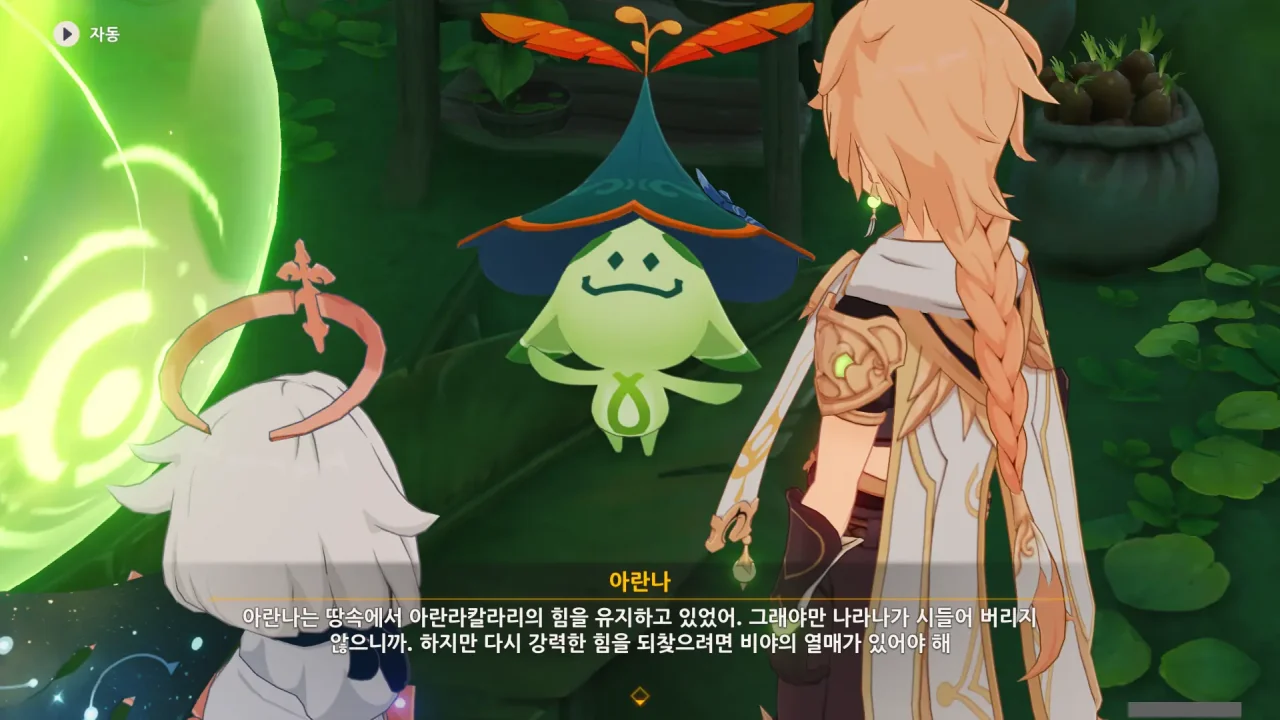 자동
아란나
아란나는 땅속에서 아란라칼라리의 힘을 유지하고 있었어. 그래야만 나라나가 시들어 버리지
않으니까. 하지만 다시 강력한 힘을 되찾으려면 비야의 열매가 있어야 해